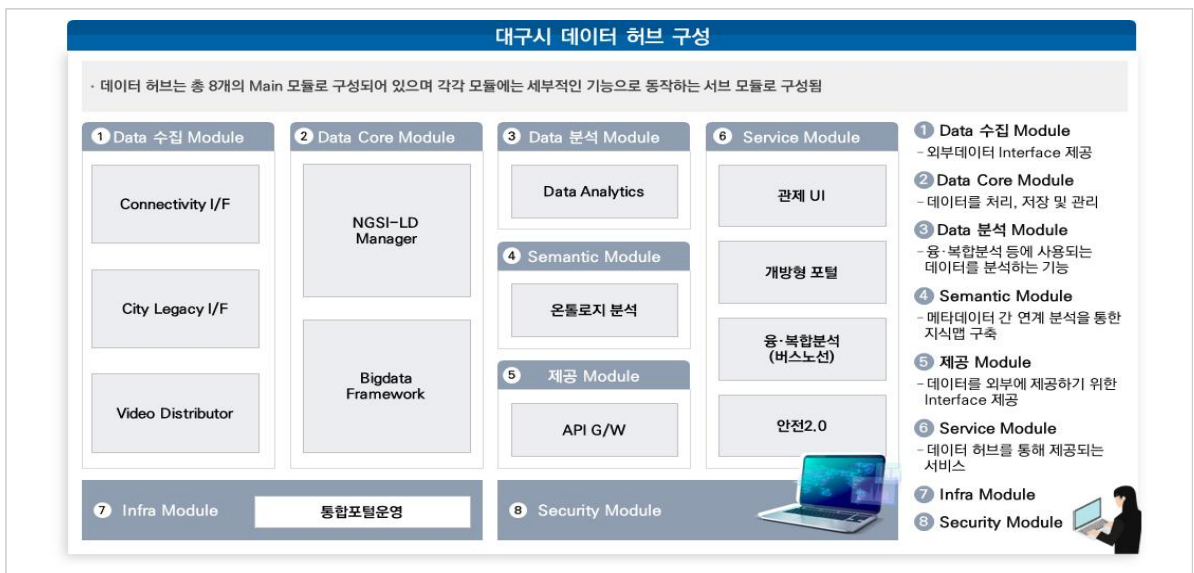 대구시 데이터 허브 구성
· 데이터 허브는 총 8개의 Main 모듈로 구성되어 있으며 각각 모듈에는 세부적인 기능으로 동작하는 서브 모듈로 구성됨
1 Data 수집 Module
Connectivity I/F
City Legacy I/F
Video Distributor
2 Data Core Module
NGSI-LD
Manager
Bigdata
Framework
3 Data 분석 Module
Data Analytics
4 Semantic Module
온톨로지 분석
5 제공 Module
API G/W
6 Service Module
관제 UI
개방형 포털
융·복합분석
(버스노선)
안전2.0
7 Infra Module
통합포털운영
8 Security Module
1 Data 수집 Module
- 외부데이터 Interface 제공
2 Data Core Module
- 데이터를 처리, 저장 및 관리
3 Data 분석 Module
- 융·복합분석 등에 사용되는
데이터를 분석하는 기능
4 Semantic Module
- 메타데이터 간 연계 분석을 통한
지식맵 구축
5 제공 Module
- 데이터를 외부에 제공하기 위한
Interface 제공
6 Service Module
- 데이터 허브를 통해 제공되는
서비스
7 Infra Module
8 Security Module